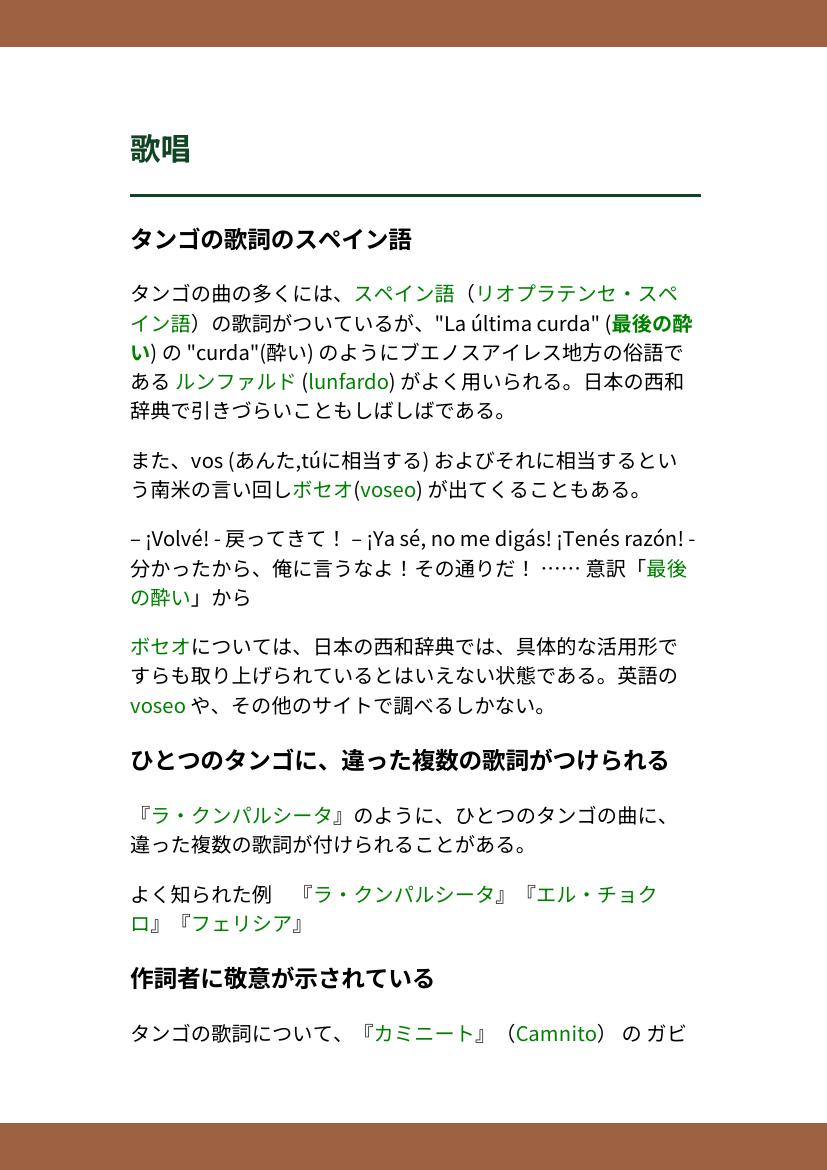 歌唱
タンゴの歌詞のスペイン語
タンゴの曲の多くには、スペイン語（リオプラテンセ・スペ
イン語）の歌詞がついているが、"La última curda" (最後の酔
い) の "curda"(酔い) のようにブエノスアイレス地方の俗語で
ある ルンファルド (lunfardo) がよく用いられる。日本の西和
辞典で引きづらいこともしばしばである。
また、vos (あんた,túに相当する) およびそれに相当するとい
う南米の言い回しボセオ(voseo) が出てくることもある。
– ¡Volvé! - 戻ってきて！ – ¡Ya sé, no me digás! ¡Tenés razón! -
分かったから、俺に言うなよ！その通りだ！ …… 意訳「最後
の酔い」から
ボセオについては、日本の西和辞典では、具体的な活用形で
すらも取り上げられているとはいえない状態である。英語の
voseo や、その他のサイトで調べるしかない。
ひとつのタンゴに、違った複数の歌詞がつけられる
『ラ・クンパルシータ』のように、ひとつのタンゴの曲に、
違った複数の歌詞が付けられることがある。
よく知られた例　『ラ・クンパルシータ』『エル・チョク
ロ』『フェリシア』
作詞者に敬意が示されている
タンゴの歌詞について、『カミニート』（Camnito） の ガビ